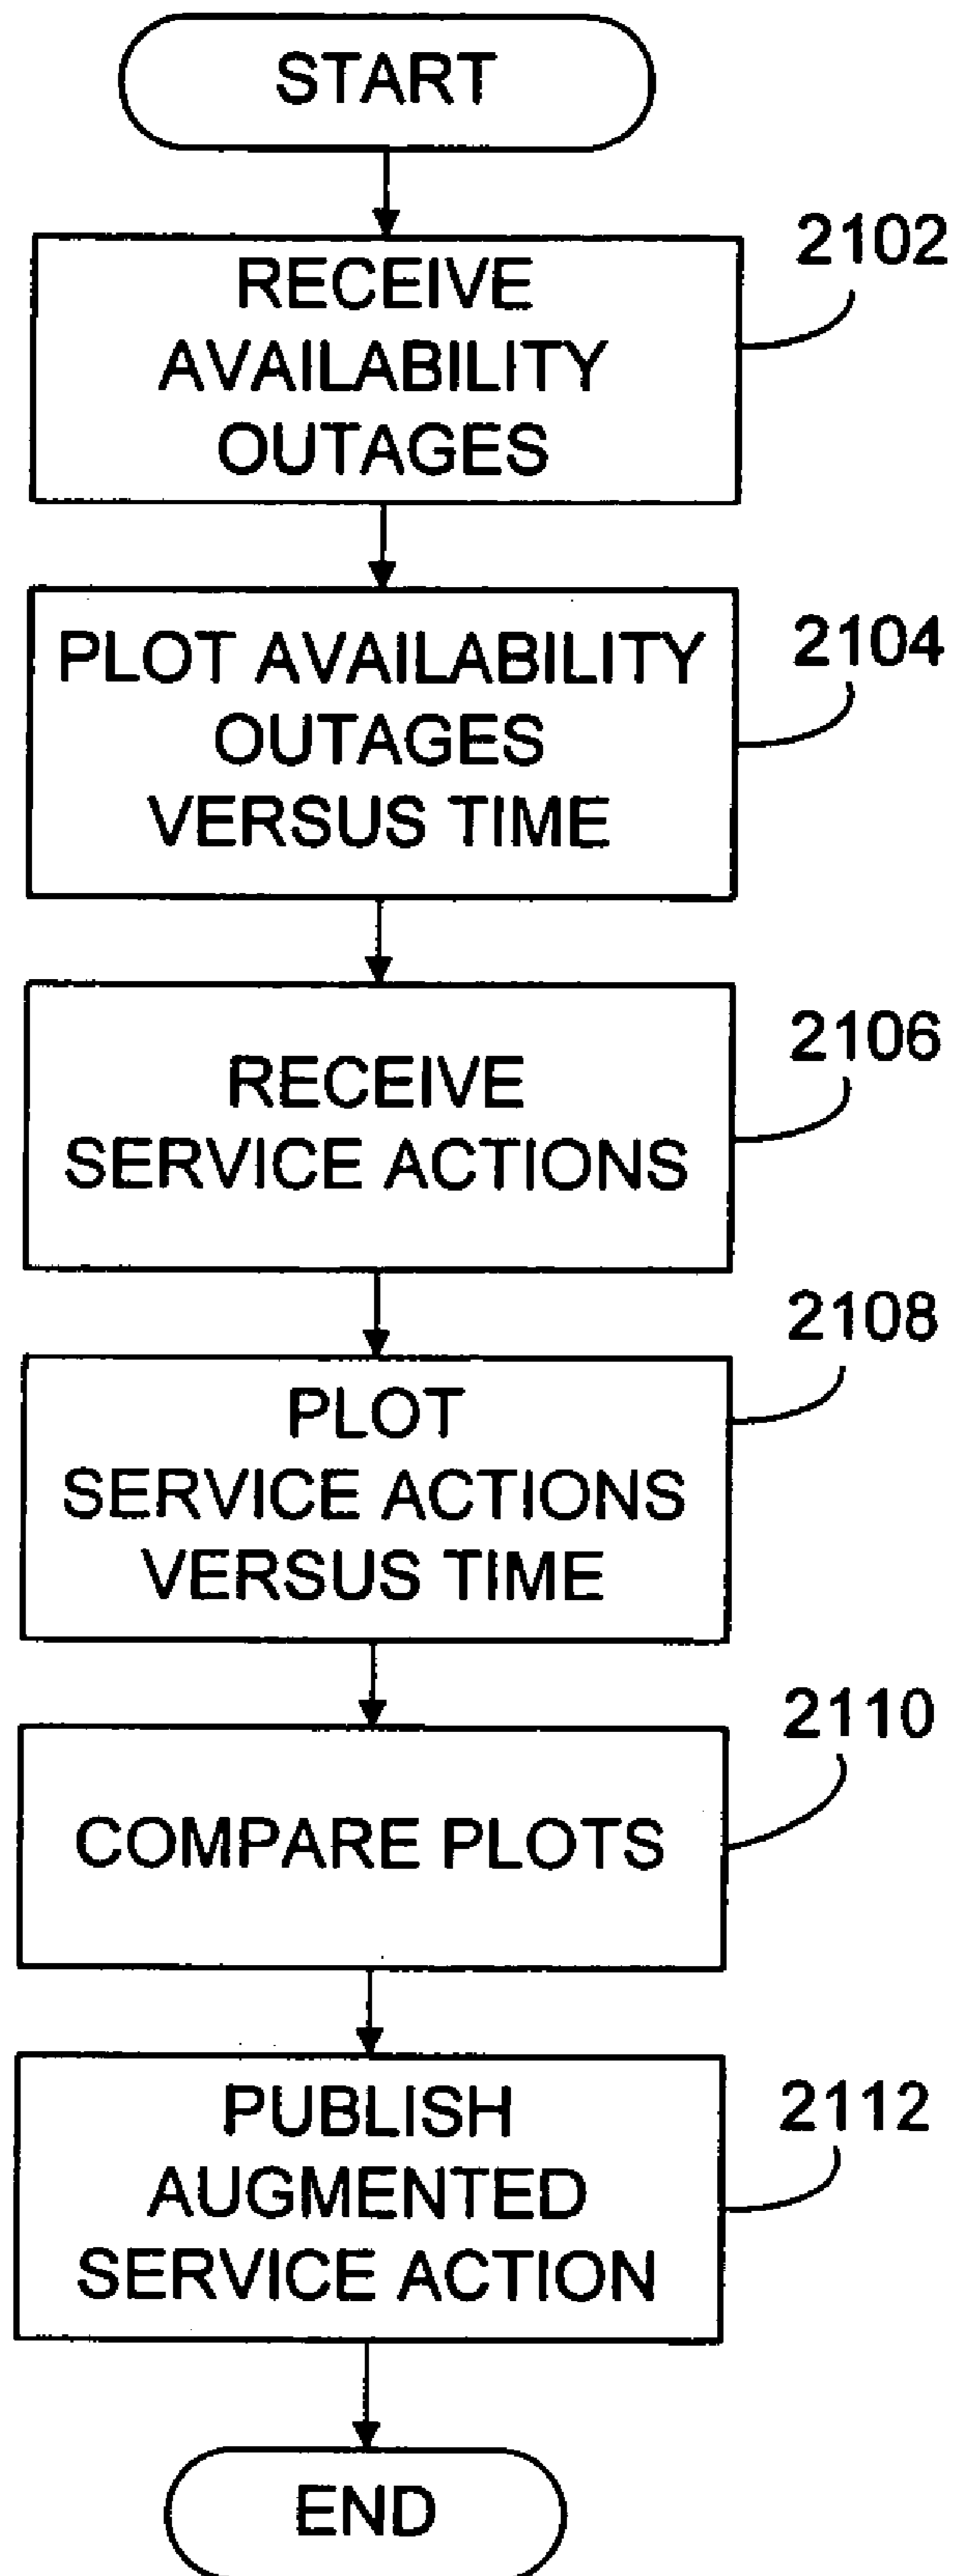 START
2102
RECEIVE
AVAILABILITY
OUTAGES
2104
PLOT AVAILABILITY
OUTAGES
VERSUS TIME
2106
RECEIVE
SERVICE ACTIONS
2108
PLOT
SERVICE ACTIONS
VERSUS TIME
2110
COMPARE PLOTS
2112
PUBLISH
AUGMENTED
SERVICE ACTION
END